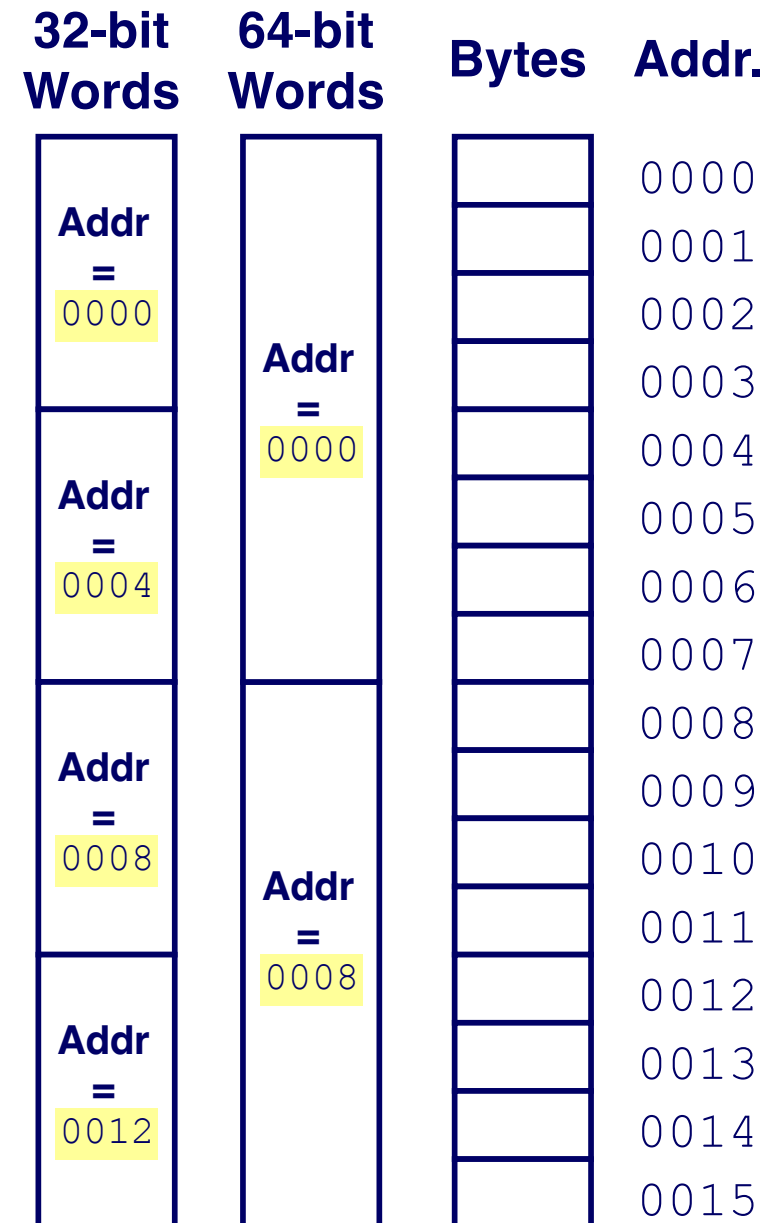 32-bit
Words
64-bit
Words
Bytes
Addr.
Addr
=
0000
Addr
=
0004
Addr
=
0008
Addr
=
0012
Addr
=
0000
Addr
=
0008
0000
0001
0002
0003
0004
0005
0006
0007
0008
0009
0010
0011
0012
0013
0014
0015